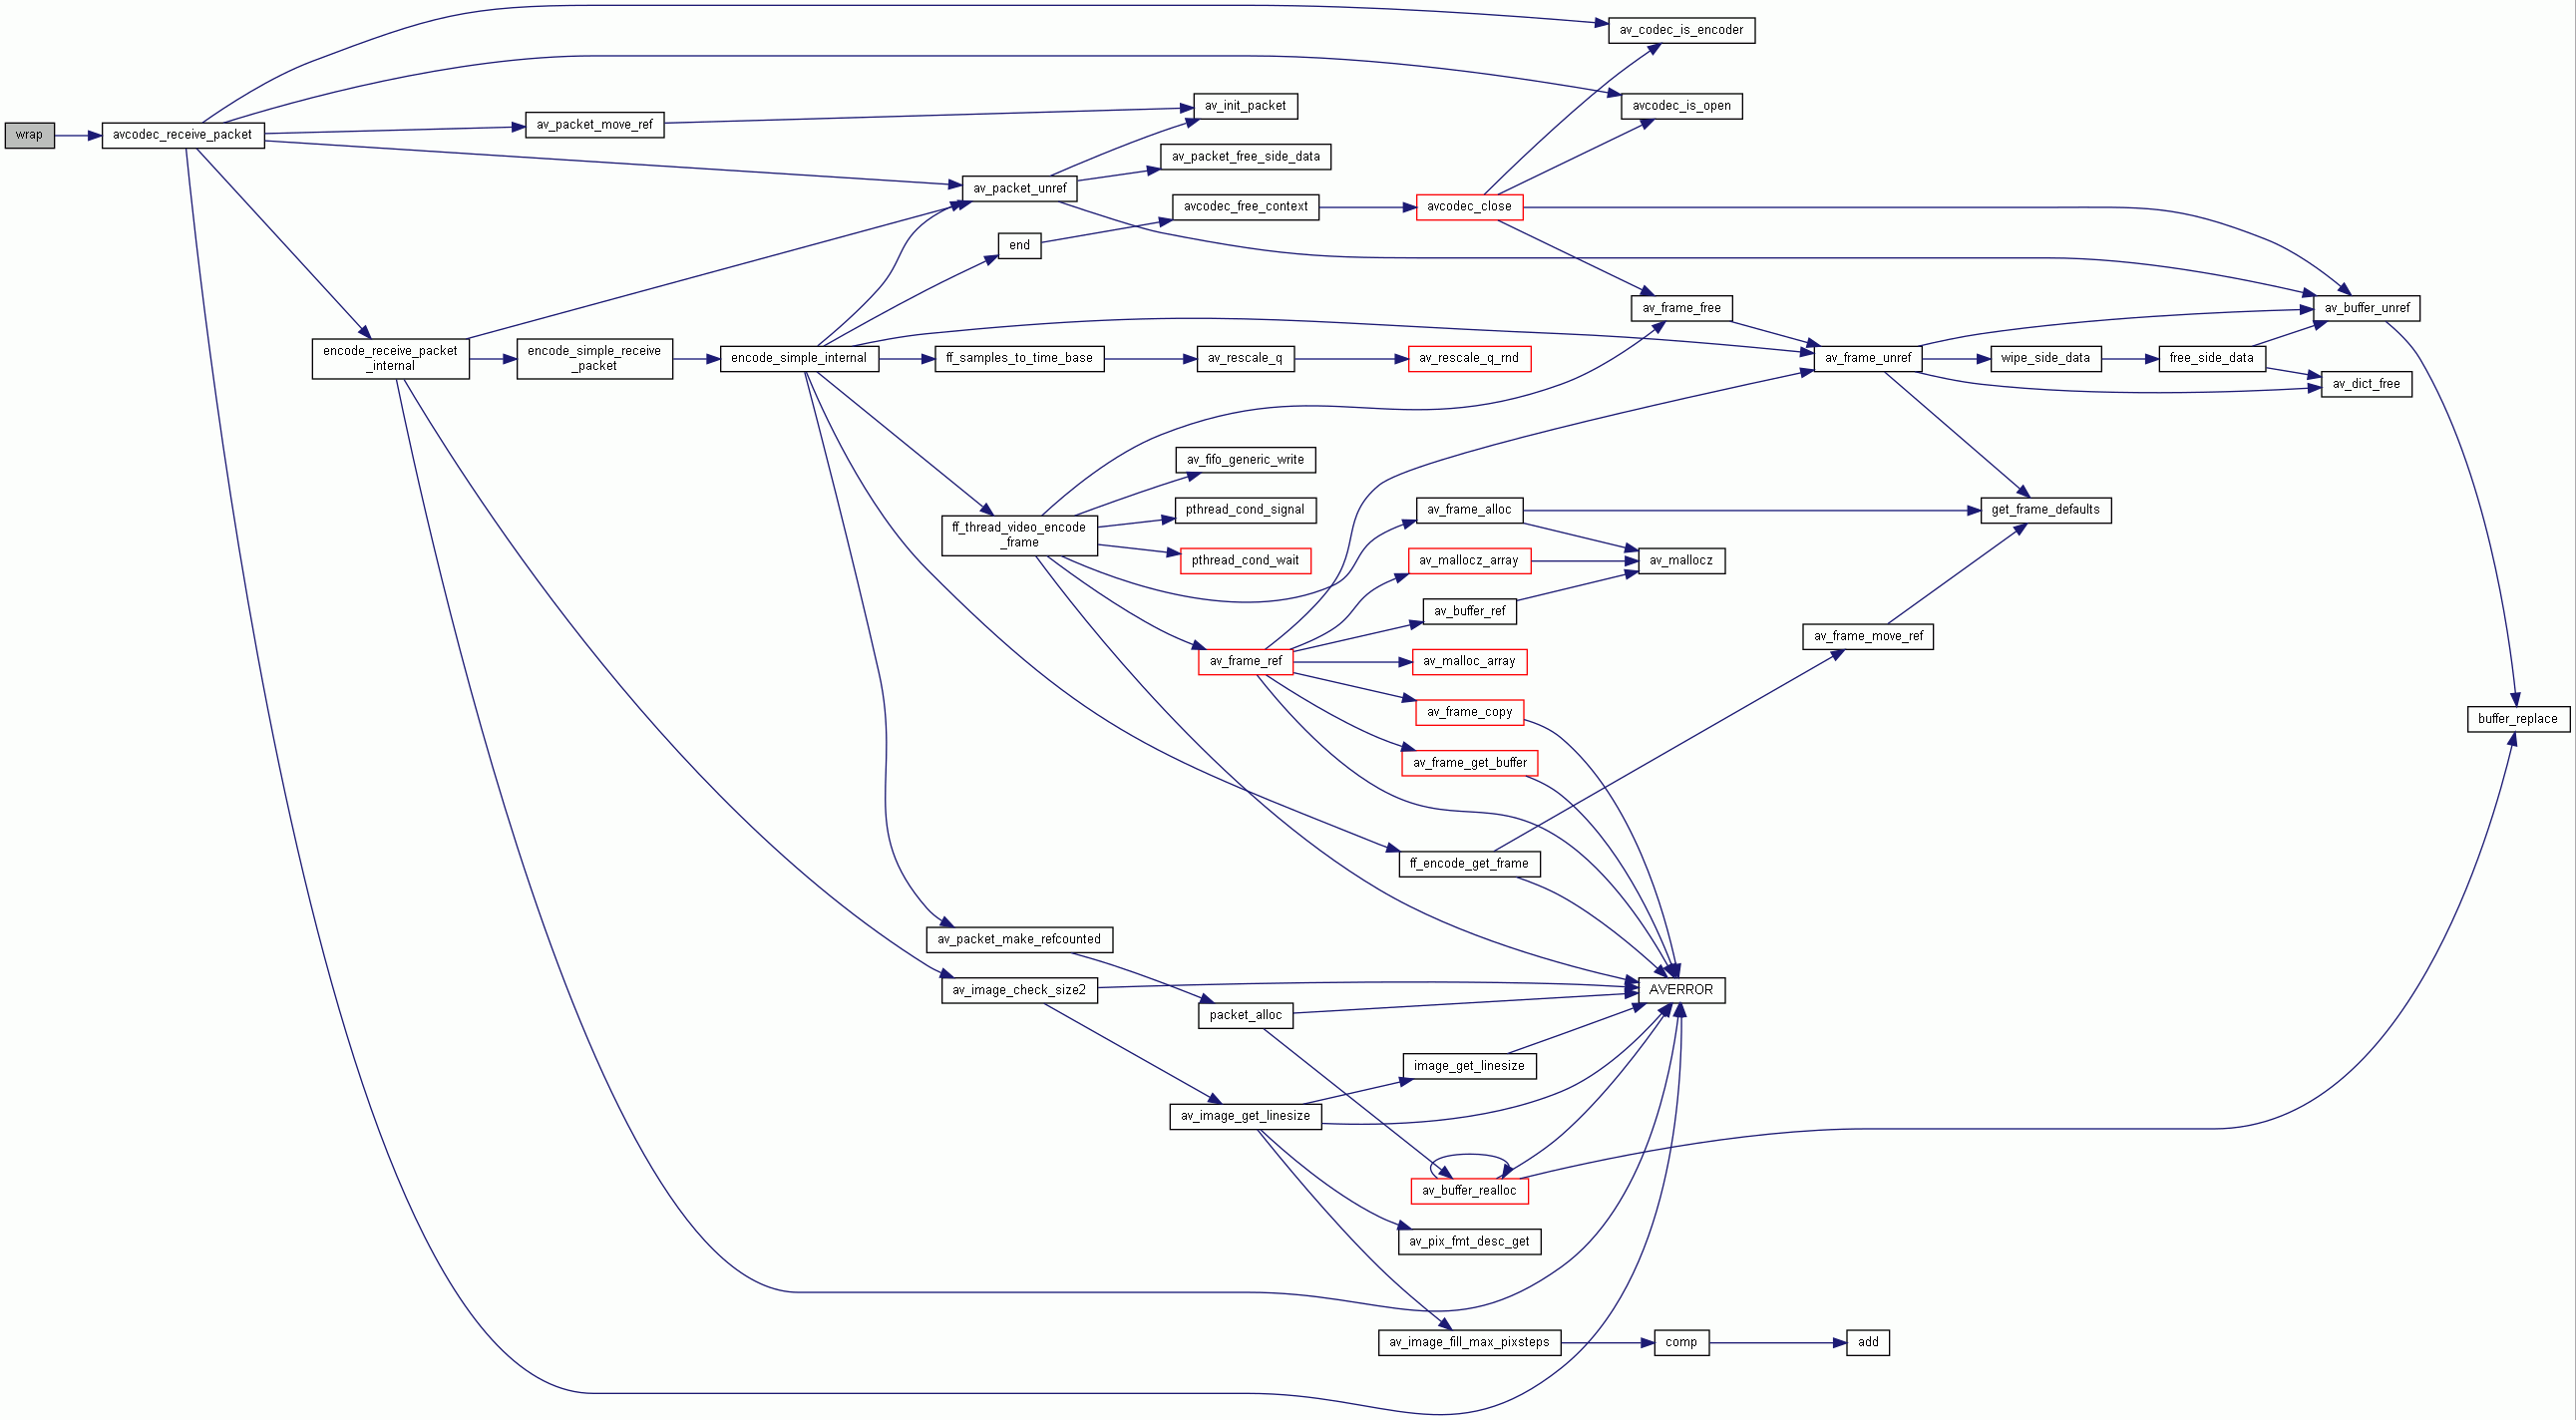 wrap
avcodec_receive_packet
av_packet_move_ref
encode_receive_packet
_internal
encode_simple_receive
_packet
encode_simple_internal
av_packet_unref
end
ff_samples_to_time_base
ff_thread_video_encode
_frame
av_packet_make_refcounted
av_image_check_size2
av_init_packet
av_packet_free_side_data
avcodec_free_context
av_rescale_q
av_fifo_generic_write
pthread_cond_signal
pthread_cond_wait
av_frame_ref
packet_alloc
av_image_get_linesize
avcodec_close
av_rescale_q_rnd
av_frame_alloc
av_mallocz_array
av_buffer_ref
av_malloc_array
av_frame_copy
av_frame_get_buffer
ff_encode_get_frame
image_get_linesize
av_buffer_realloc
av_pix_fmt_desc_get
av_image_fill_max_pixsteps
av_codec_is_encoder
avcodec_is_open
av_frame_free
av_mallocz
AVERROR
comp
av_frame_unref
av_frame_move_ref
add
wipe_side_data
get_frame_defaults
free_side_data
av_buffer_unref
av_dict_free
buffer_replace